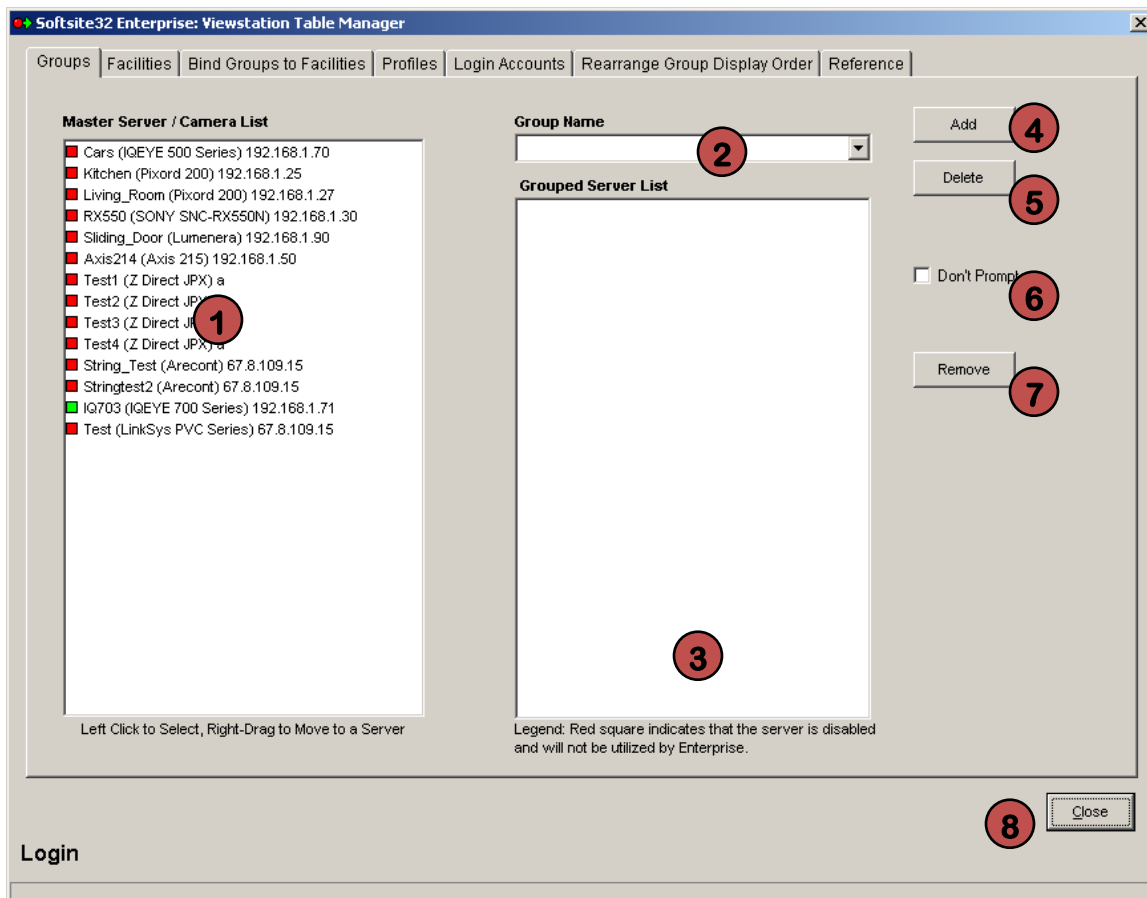 Softsite32 Enterprise: Viewstation Table Manager
Groups Facilities Bind Groups to Facilities Profiles Login Accounts Rearrange Group Display Order Reference
Master Server / Camera List
Cars (IQEYE 500 Series) 192.168.1.70
Kitchen (Pixord 200) 192.168.1.25
Living_Room (Pixord 200) 192.168.1.27
RX550 (SONY SNC-RX550N) 192.168.1.30
Sliding_Door (Lumenera) 192.168.1.90
Axis214 (Axis 215) 192.168.1.50
Test1 (Z Direct JPX) a
Test2 (Z Direct
Test3 (Z Direct
Test4 (Z Direct JPX)
String_Test (Arecont) 67.8.109.15
Stringtest2 (Arecont) 67.8.109.15
IQ703 (IQEYE 700 Series) 192.168.1.71
Test (LinkSys PVC Series) 67.8.109.15
1
Left Click to Select, Right-Drag to Move to a Server
Group Name
2
Grouped Server List
3
Legend: Red square indicates that the server is disabled
and will not be utilized by Enterprise.
Add
4
Delete
5
Don't Prompt
6
Remove
7
8
Close
Login